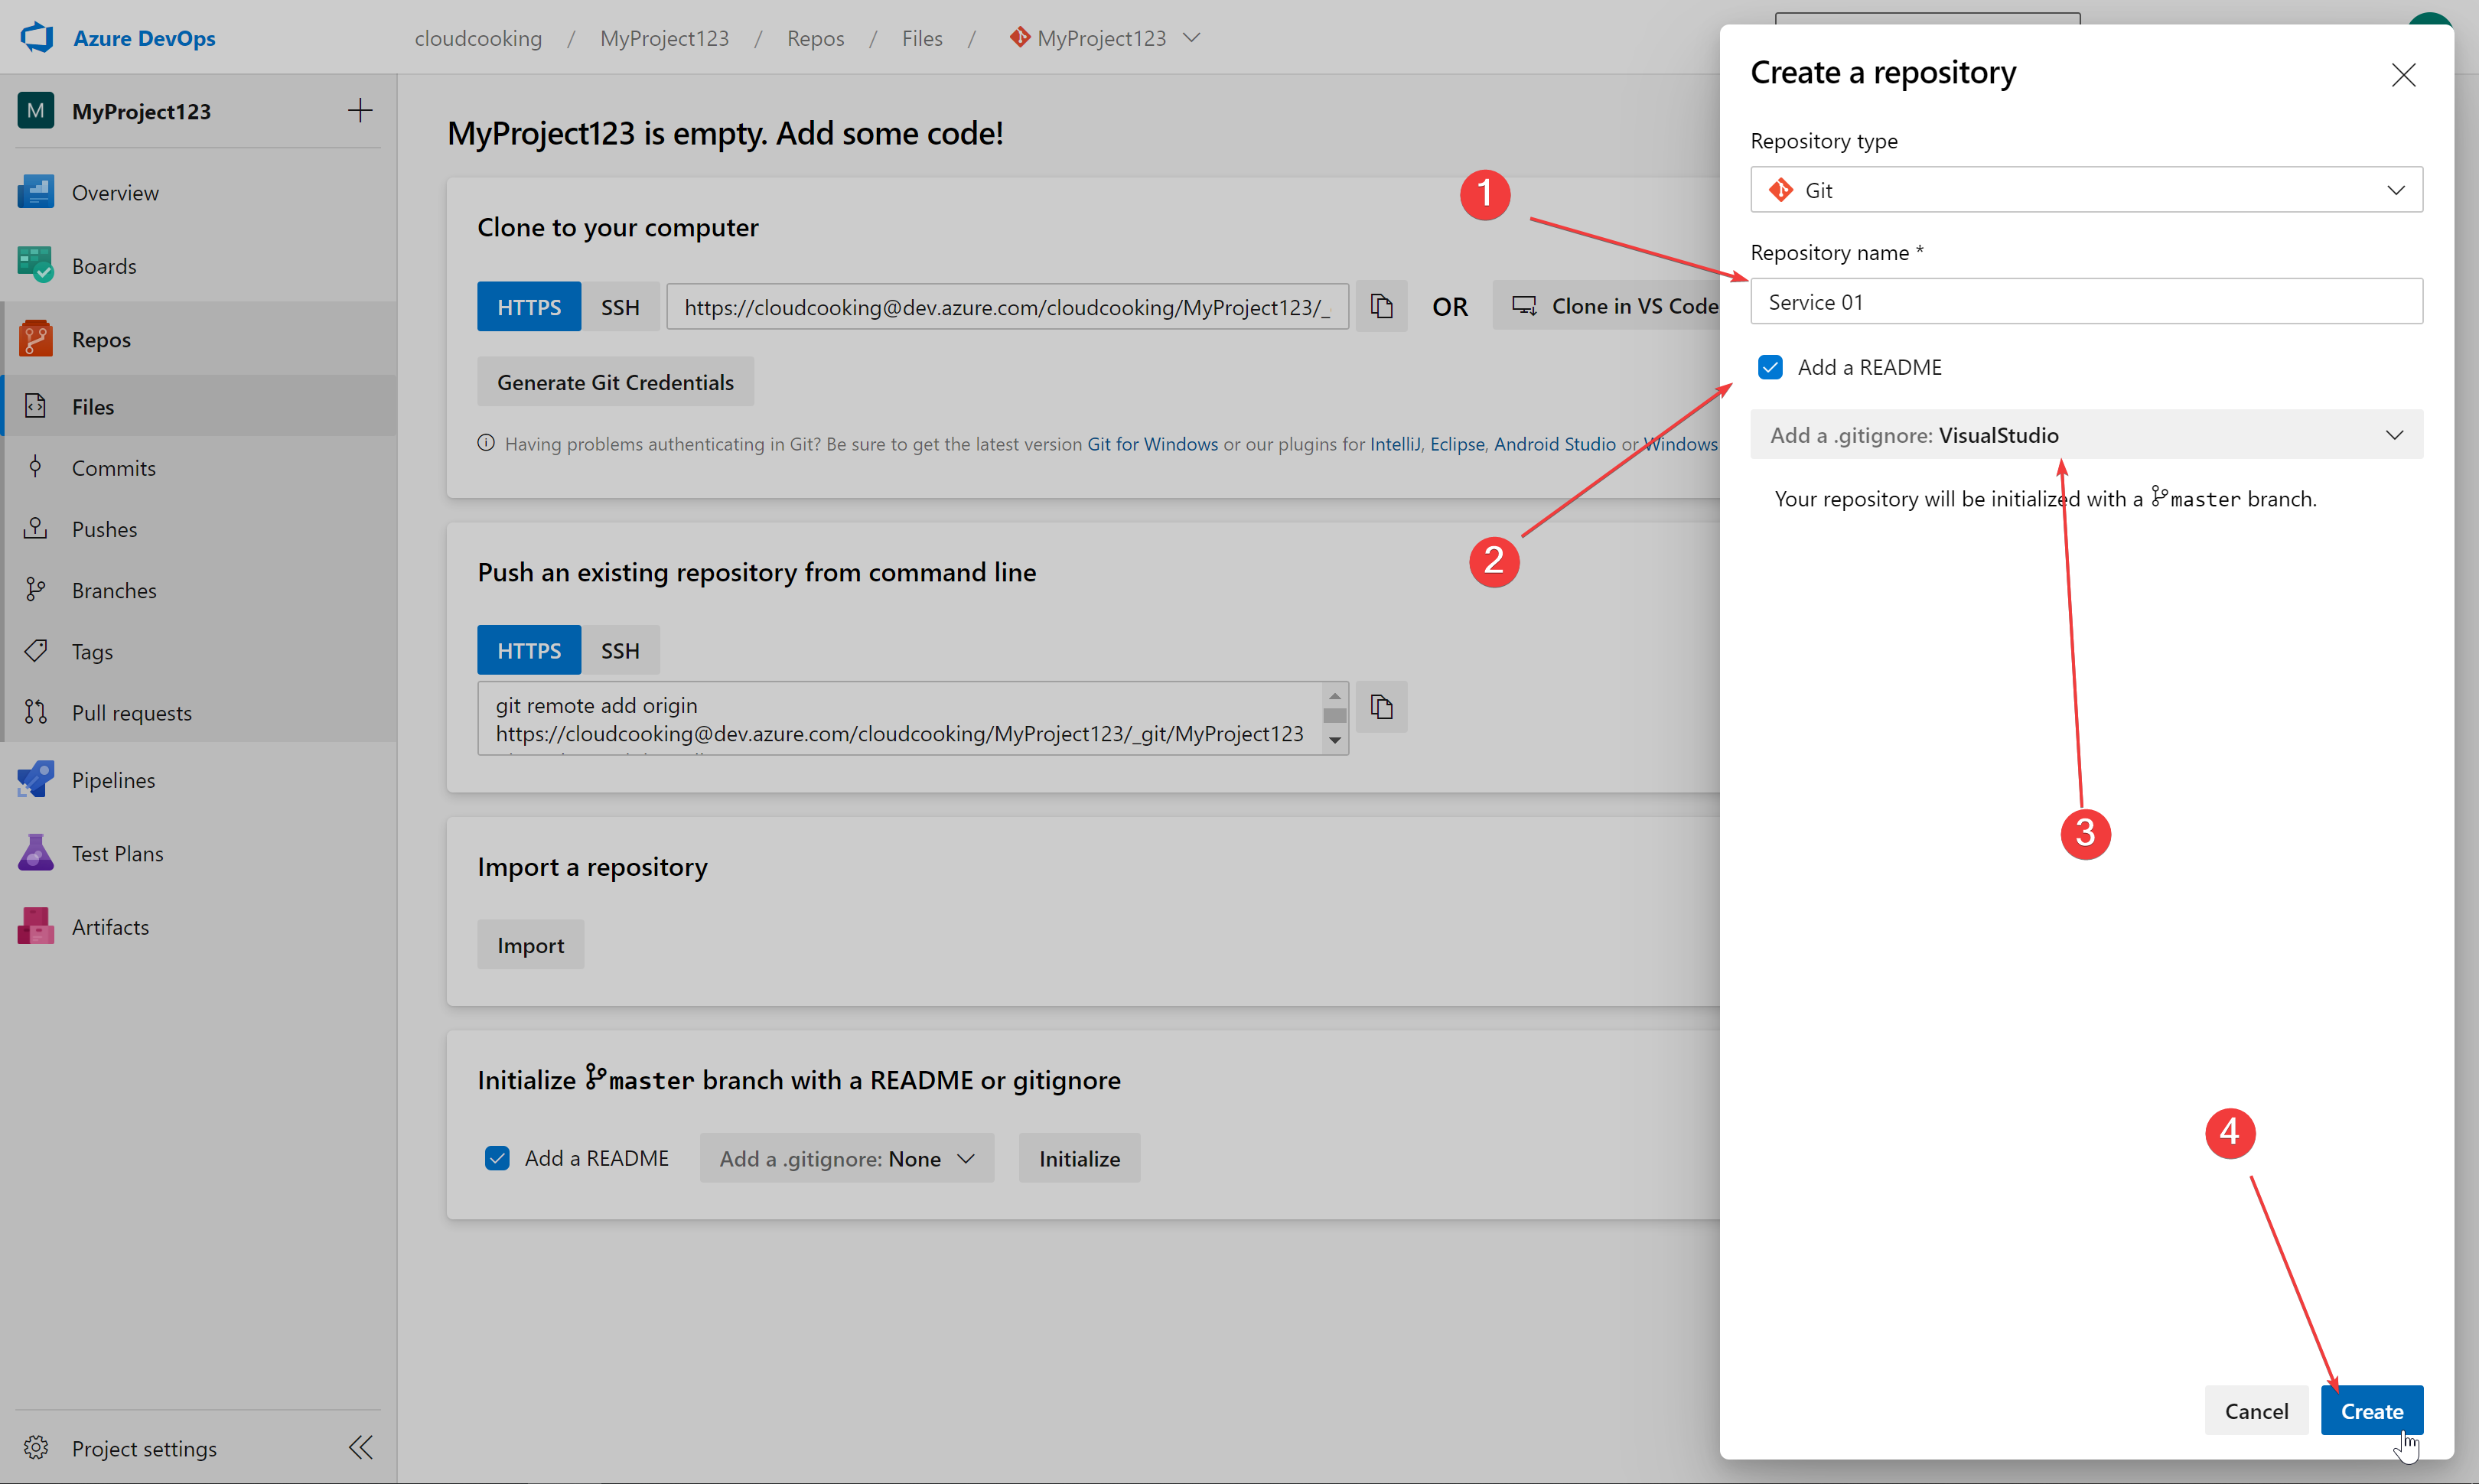 Azure DevOps
cloudcooking / MyProject123 / Repos / Files / MyProject123
M MyProject123
Overview
Boards
Repos
Files
Commits
Pushes
Branches
Tags
Pull requests
Pipelines
Test Plans
Artifacts
Project settings
MyProject123 is empty. Add some code!
Clone to your computer
HTTPS SSH https://cloudcooking@dev.azure.com/cloudcooking/MyProject123/_ OR Clone in VS Code
Generate Git Credentials
Having problems authenticating in Git? Be sure to get the latest version Git for Windows or our plugins for IntelliJ, Eclipse, Android Studio or Windows
Push an existing repository from command line
HTTPS SSH
git remote add origin
https://cloudcooking@dev.azure.com/cloudcooking/MyProject123/_git/MyProject123
Import a repository
Import
Initialize master branch with a README or gitignore
Add a README Add a .gitignore: None Initialize
Create a repository
Repository type
Git
1
Repository name *
Service 01
Add a README
Add a .gitignore: VisualStudio
Your repository will be initialized with a master branch.
2
3
4
Cancel Create